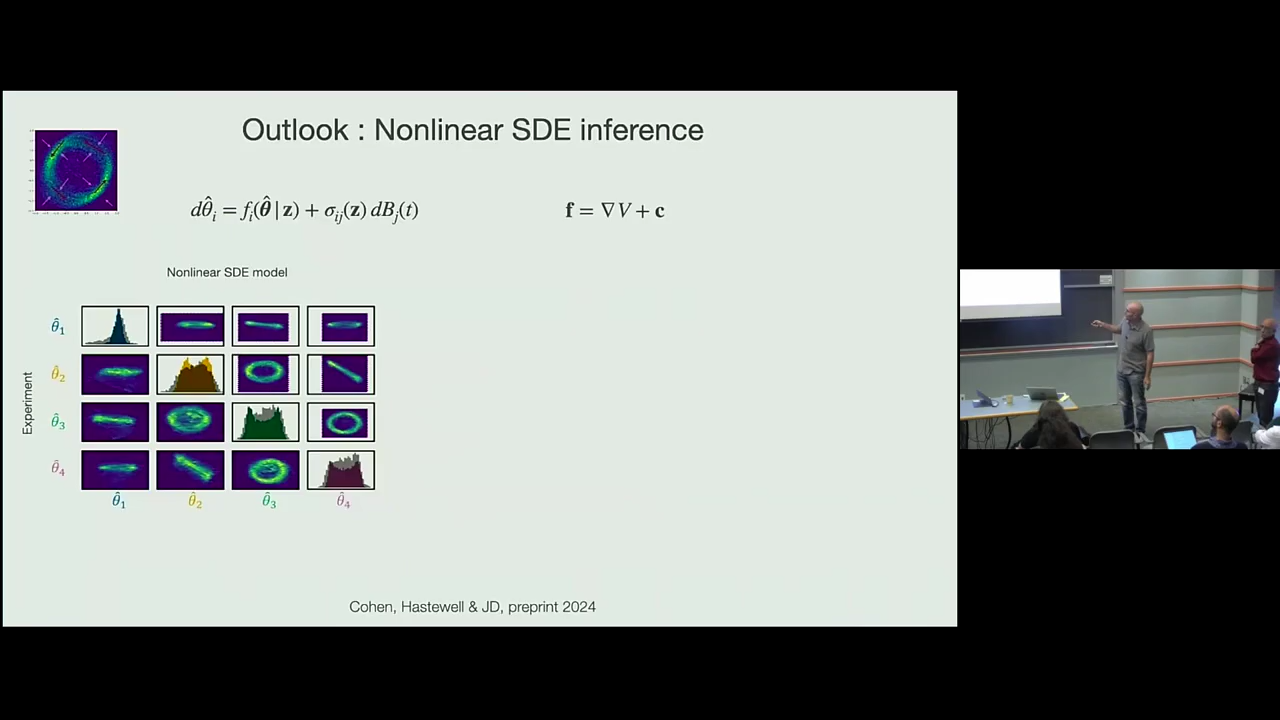 Outlook : Nonlinear SDE inference
dθ̂ᵢ = fᵢ(θ̂ | z) + σᵢⱼ(z) dBⱼ(t)
f = ∇V + c
Nonlinear SDE model
Experiment
θ̂₁
θ̂₂
θ̂₃
θ̂₄
θ̂₁ θ̂₂ θ̂₃ θ̂₄
Cohen, Hastewell & JD, preprint 2024